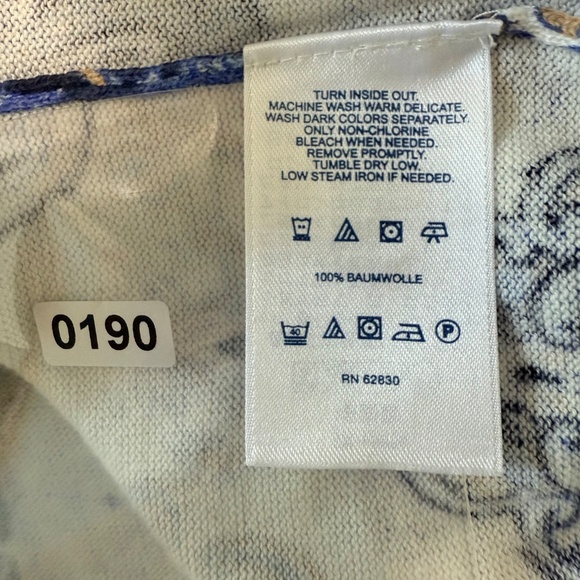 TURN INSIDE OUT.
MACHINE WASH WARM DELICATE.
WASH DARK COLORS SEPARATELY.
ONLY NON-CHLORINE
BLEACH WHEN NEEDED.
REMOVE PROMPTLY.
TUMBLE DRY LOW.
LOW STEAM IRON IF NEEDED.
100% BAUMWOLLE
0190
40 P
RN 62830